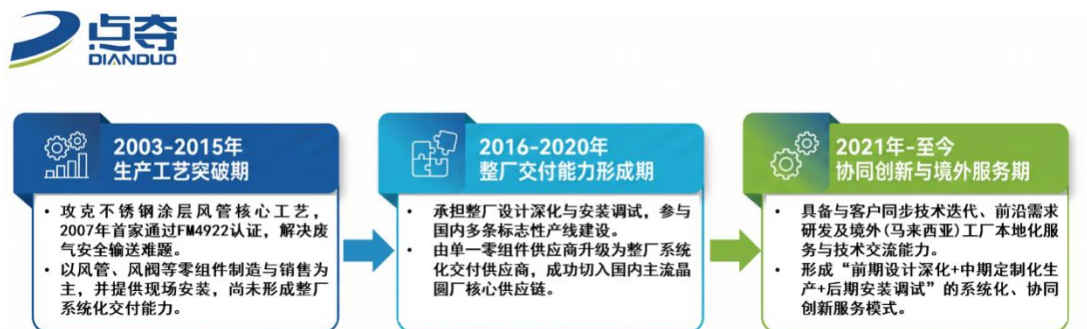 点夺
DIANDUO
2003-2015年
生产工艺突破期
• 攻克不锈钢涂层风管核心工艺，
2007年首家通过FM4922认证，解决废
气安全输送难题。
• 以风管、风阀等零组件制造与销售为
主，并提供现场安装，尚未形成整厂
系统化交付能力。
2016-2020年
整厂交付能力形成期
• 承担整厂设计深化与安装调试，参与
国内多条标志性产线建设。
• 由单一零组件供应商升级为整厂系统
化交付供应商，成功切入国内主流晶
圆厂核心供应链。
2021年-至今
协同创新与境外服务期
• 具备与客户同步技术迭代、前沿需求
研发及境外(马来西亚)工厂本地化服
务与技术交流能力。
• 形成“前期设计深化+中期定制化生
产+后期安装调试”的系统化、协同
创新服务模式。